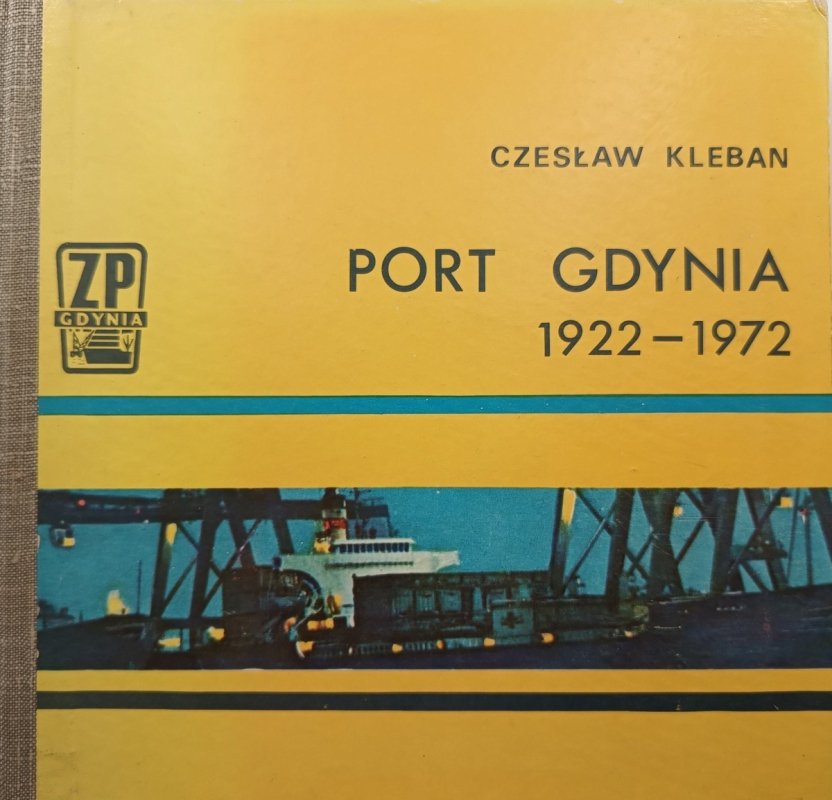 CZESŁAW KLEBAN
PORT GDYNIA
1922–1972
ZP
GDYNIA